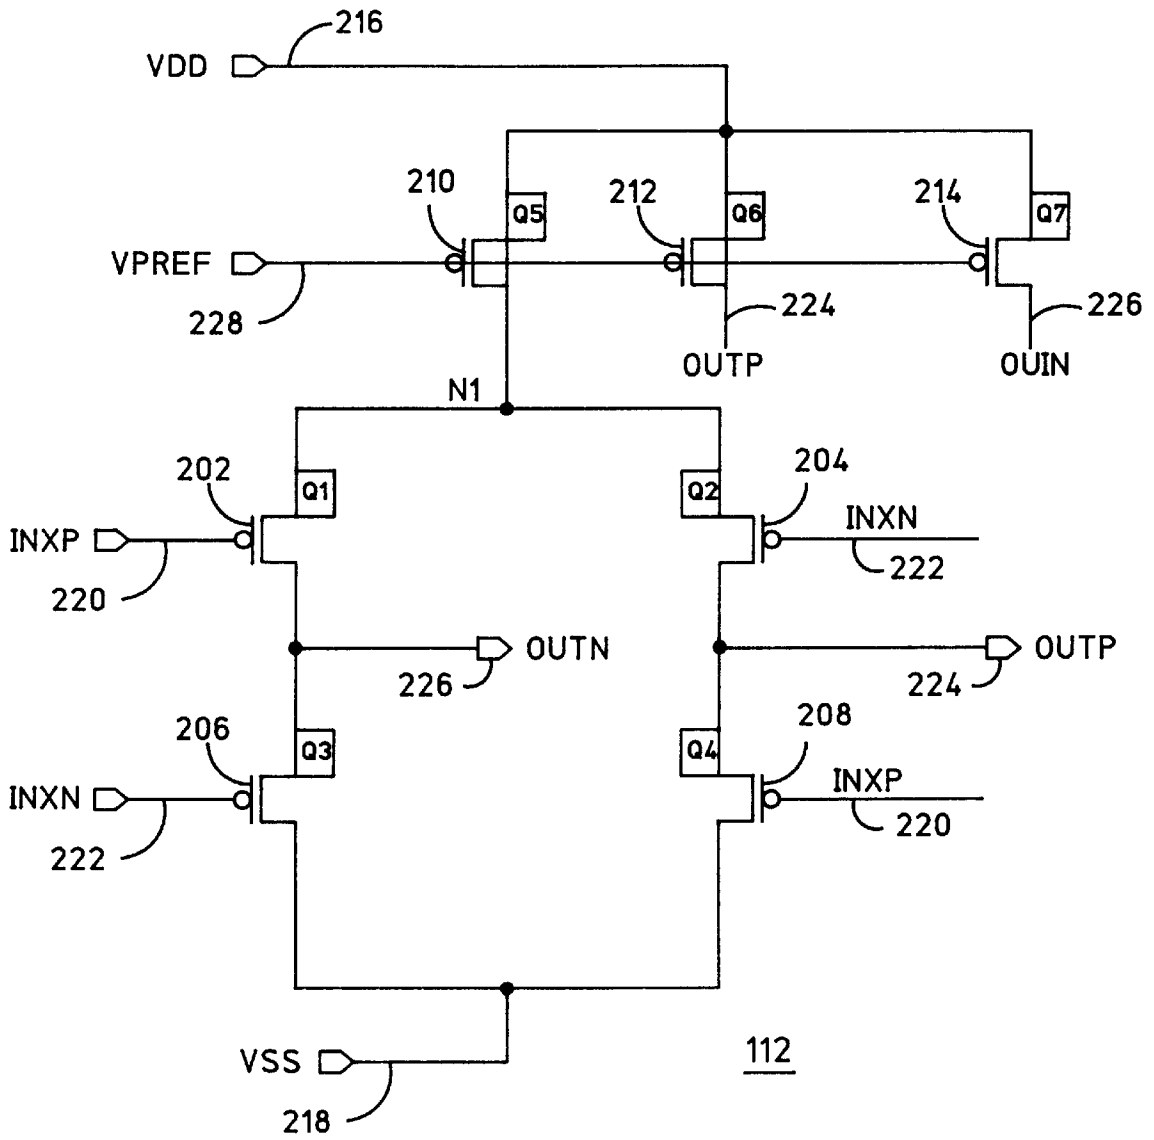 216
VDD
210
Q5
212
Q6
214
Q7
VPREF
228
224
226
OUTP
OUIN
N1
202
Q1
Q2
204
INXP
INXN
220
222
OUTN
OUTP
226
224
206
Q3
Q4
208
INXN
INXP
222
220
VSS
112
218